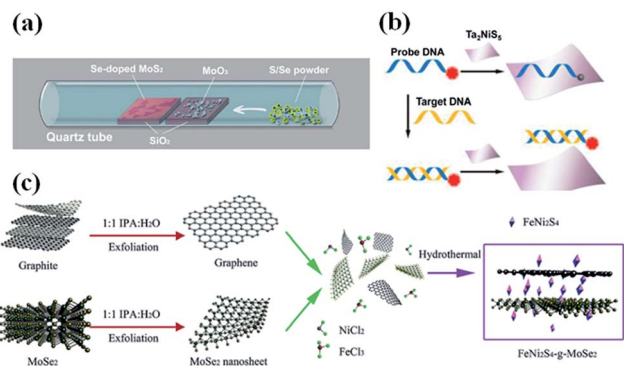 (a)
Se-doped MoS₂
MoO₃
S/Se powder
Quartz tube
SiO₂
(b)
Ta₂NiS₅
Probe DNA
Target DNA
(c)
1:1 IPA:H₂O
Exfoliation
Graphite
Graphene
1:1 IPA:H₂O
Exfoliation
MoSe₂
MoSe₂ nanosheet
NiCl₂
FeCl₃
Hydrothermal
FeNi₂S₄
FeNi₂S₄-g-MoSe₂